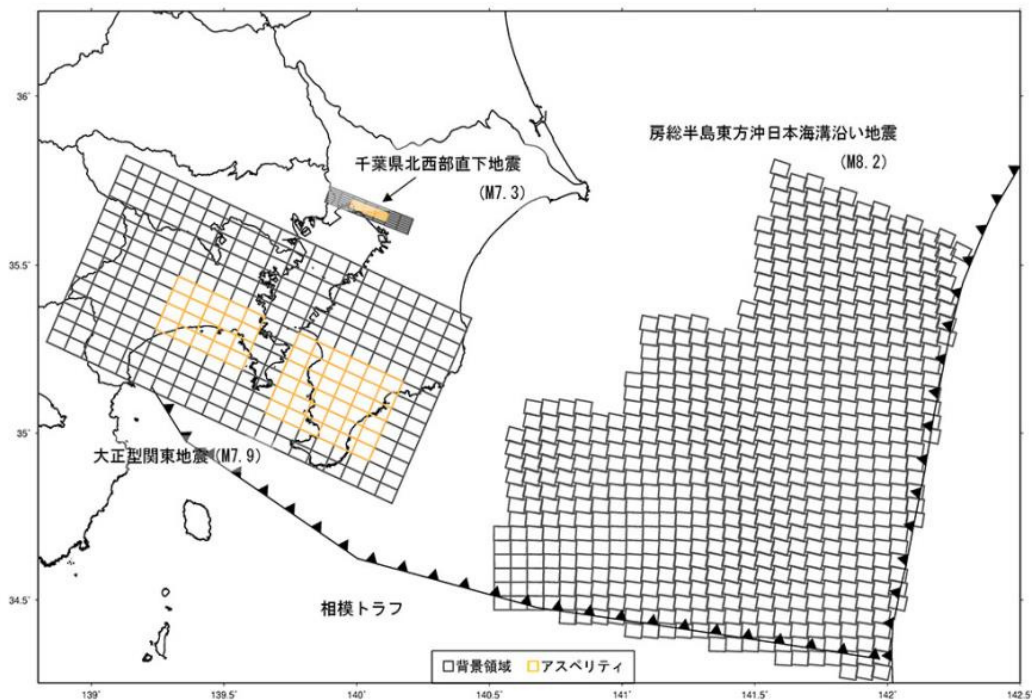 36°
35.5°
35°
34.5°
房総半島東方沖日本海溝沿い地震
(M8.2)
千葉県北西部直下地震
(M7.3)
大正型関東地震(M7.9)
相模トラフ
背景領域 アスペリティ
139° 139.5° 140° 140.5° 141° 141.5° 142° 142.5°